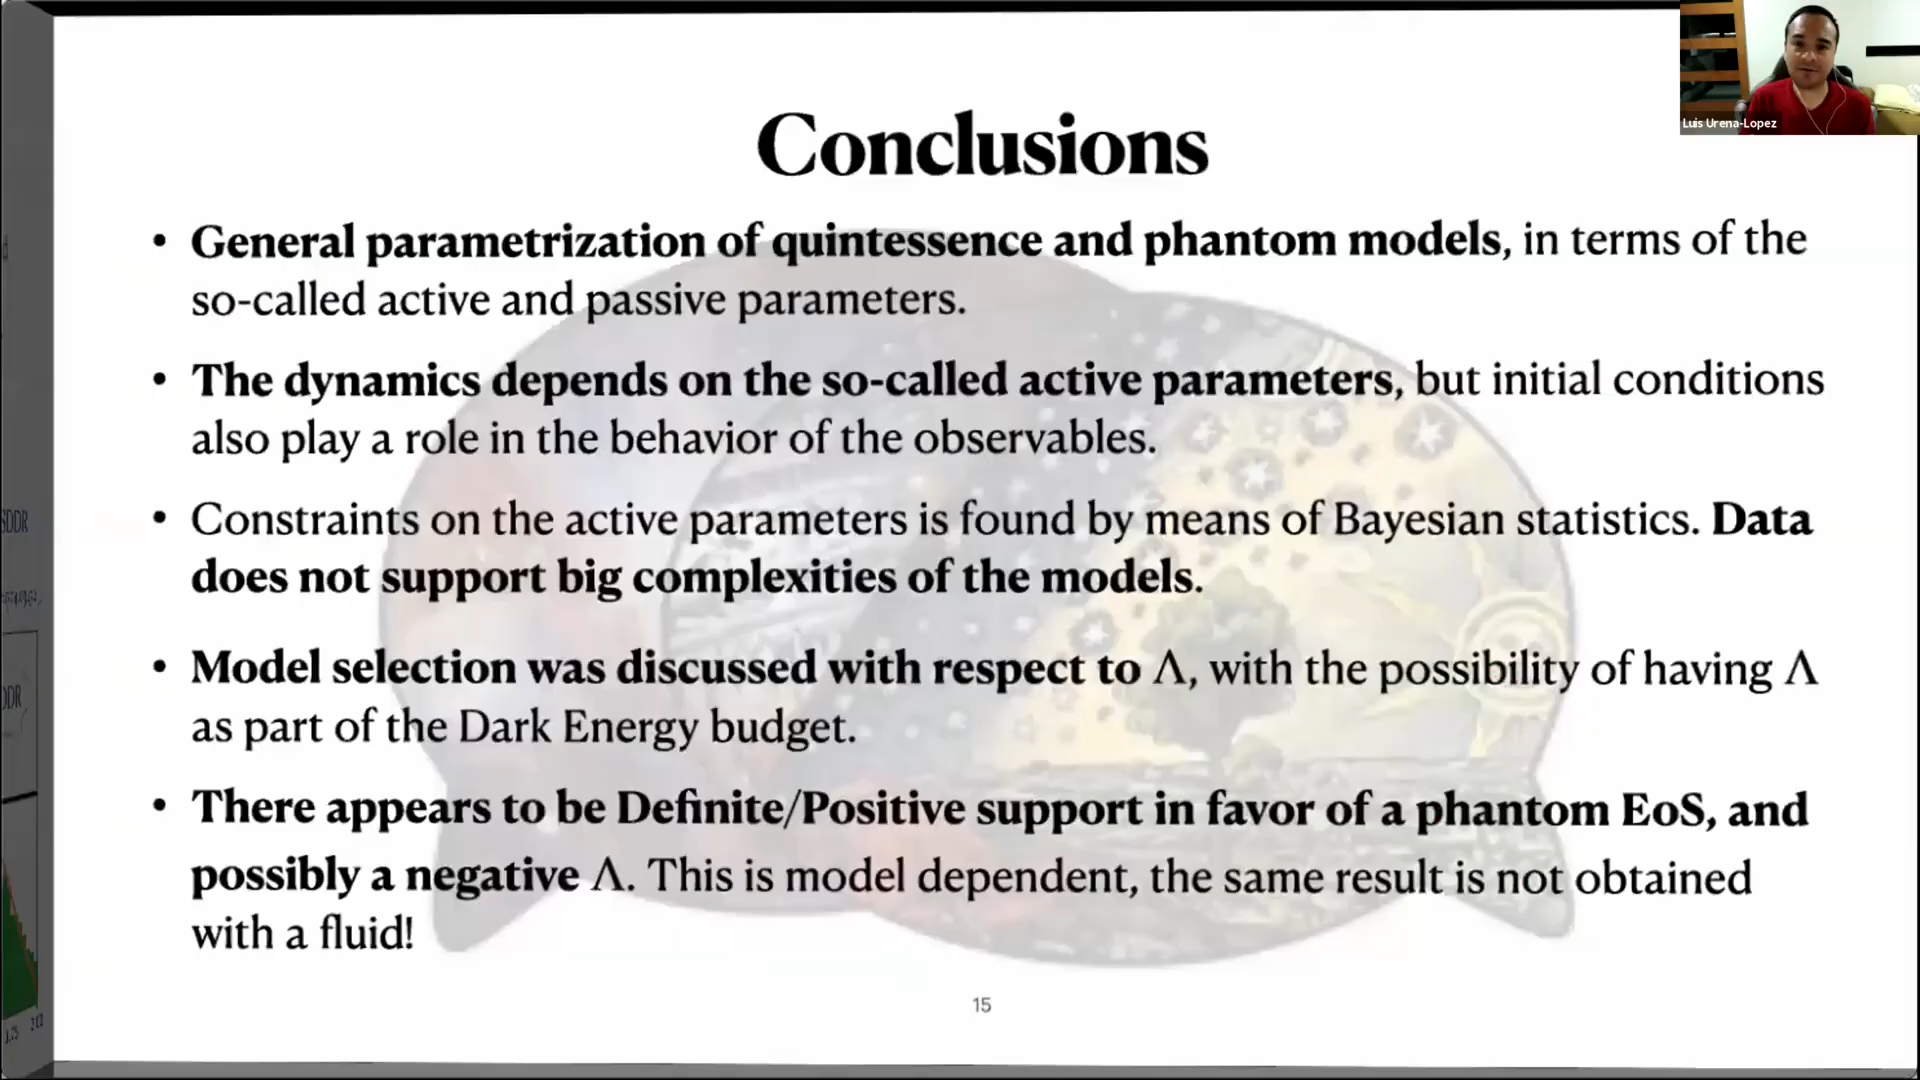 Conclusions
Luis Urena-Lopez
• General parametrization of quintessence and phantom models, in terms of the
so-called active and passive parameters.
• The dynamics depends on the so-called active parameters, but initial conditions
also play a role in the behavior of the observables.
• Constraints on the active parameters is found by means of Bayesian statistics. Data
does not support big complexities of the models.
• Model selection was discussed with respect to Λ, with the possibility of having Λ
as part of the Dark Energy budget.
• There appears to be Definite/Positive support in favor of a phantom EoS, and
possibly a negative Λ. This is model dependent, the same result is not obtained
with a fluid!
15
SDDR
DDR
1.75